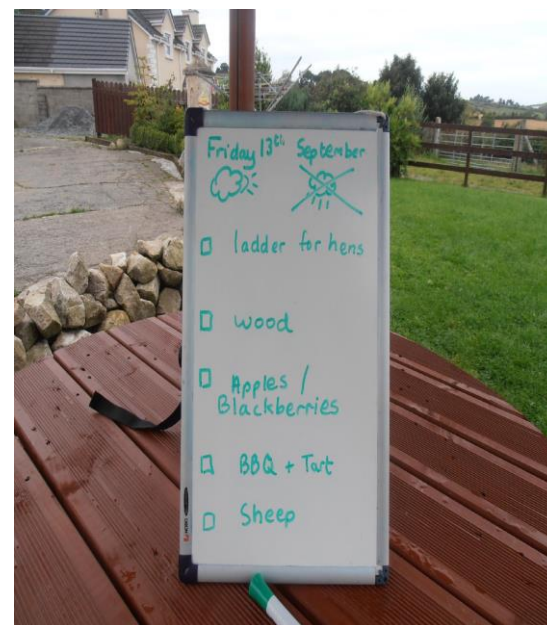 Friday 13th September
ladder for hens
wood
Apples /
Blackberries
BBQ + Tart
Sheep